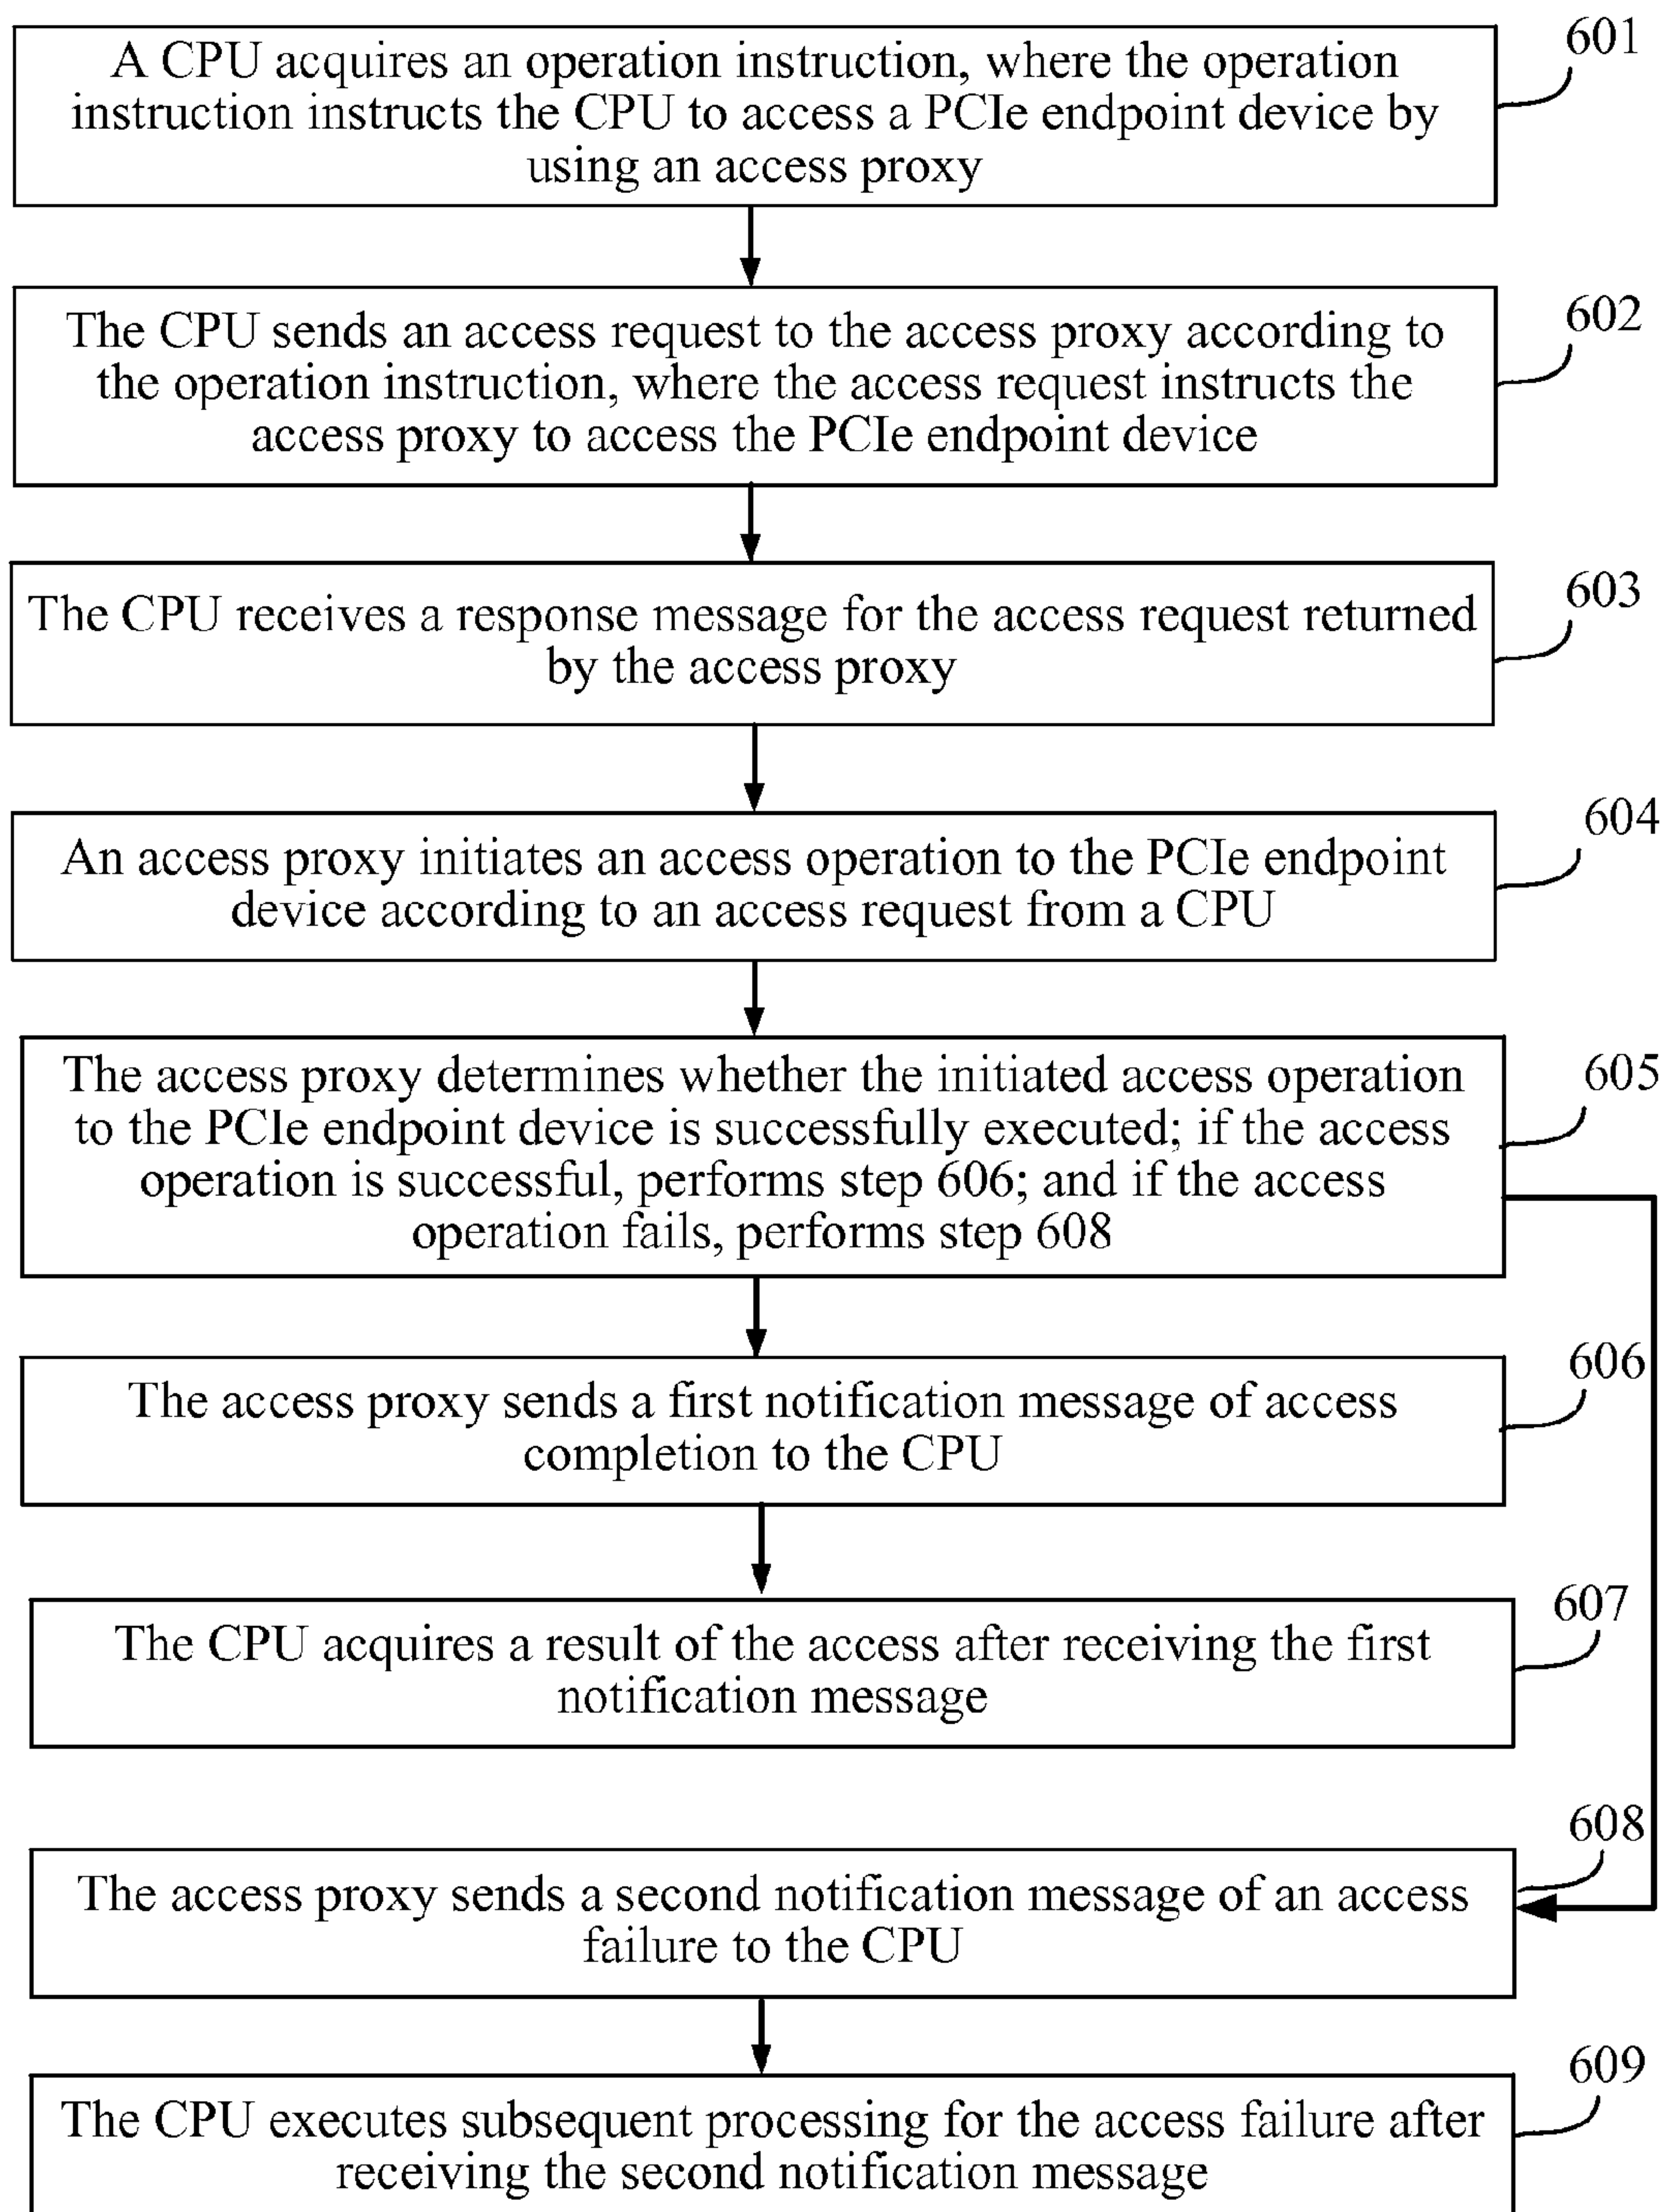 601
A CPU acquires an operation instruction, where the operation
instruction instructs the CPU to access a PCIe endpoint device by
using an access proxy
602
The CPU sends an access request to the access proxy according to
the operation instruction, where the access request instructs the
access proxy to access the PCIe endpoint device
603
The CPU receives a response message for the access request returned
by the access proxy
604
An access proxy initiates an access operation to the PCIe endpoint
device according to an access request from a CPU
605
The access proxy determines whether the initiated access operation
to the PCIe endpoint device is successfully executed; if the access
operation is successful, performs step 606; and if the access
operation fails, performs step 608
606
The access proxy sends a first notification message of access
completion to the CPU
607
The CPU acquires a result of the access after receiving the first
notification message
608
The access proxy sends a second notification message of an access
failure to the CPU
609
The CPU executes subsequent processing for the access failure after
receiving the second notification message